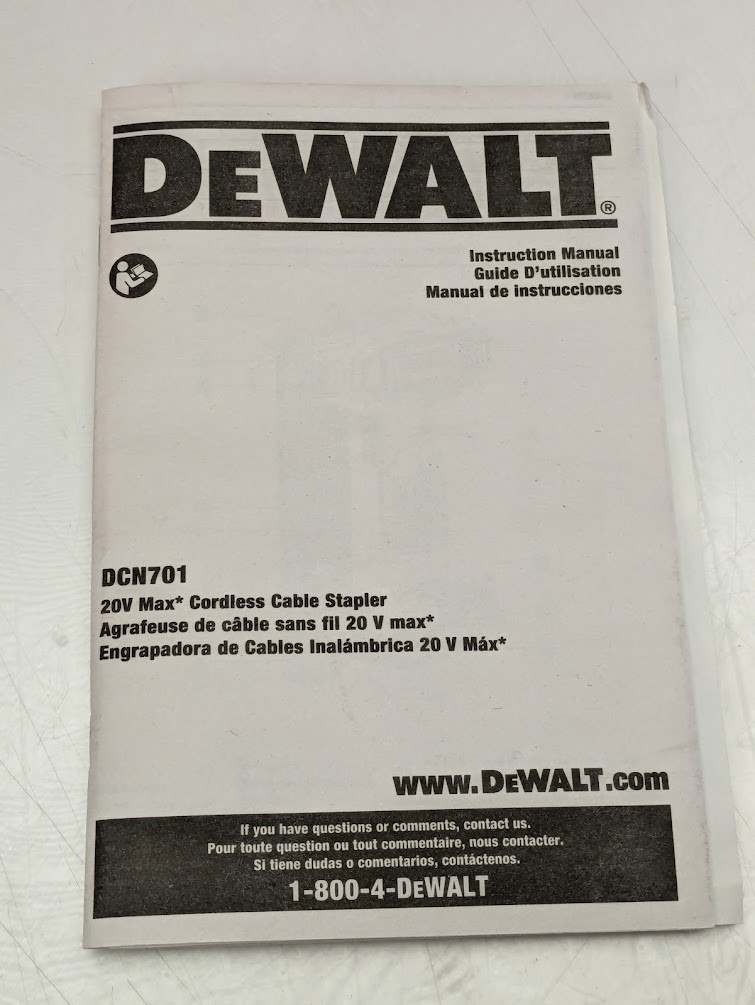 DEWALT®
Instruction Manual
Guide D'utilisation
Manual de instrucciones
DCN701
20V Max* Cordless Cable Stapler
Agrafeuse de câble sans fil 20 V max*
Engrapadora de Cables Inalámbrica 20 V Máx*
www.DEWALT.com
If you have questions or comments, contact us.
Pour toute question ou tout commentaire, nous contacter.
Si tiene dudas o comentarios, contáctenos.
1-800-4-DEWALT